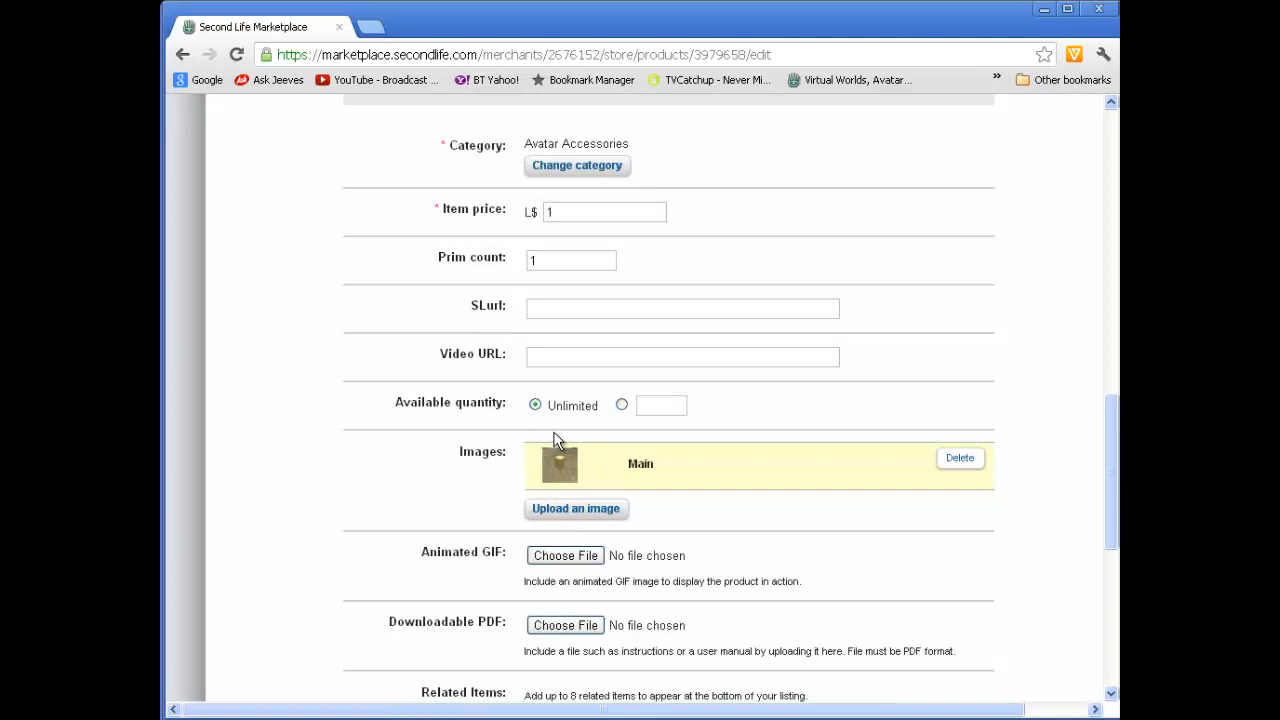 Second Life Marketplace
https://marketplace.secondlife.com/merchants/2676152/store/products/3979658/edit
Google Ask Jeeves YouTube - Broadcast ... BT Yahoo! Bookmark Manager TVCatchup - Never Mi... Virtual Worlds, Avatar... » Other bookmarks
* Category: Avatar Accessories
Change category
* Item price: L$ 1
Prim count: 1
SLurl:
Video URL:
Available quantity: Unlimited
Images: Main Delete
Upload an image
Animated GIF: Choose File No file chosen
Include an animated GIF image to display the product in action.
Downloadable PDF: Choose File No file chosen
Include a file such as instructions or a user manual by uploading it here. File must be PDF format.
Related Items: Add up to 8 related items to appear at the bottom of your listing.